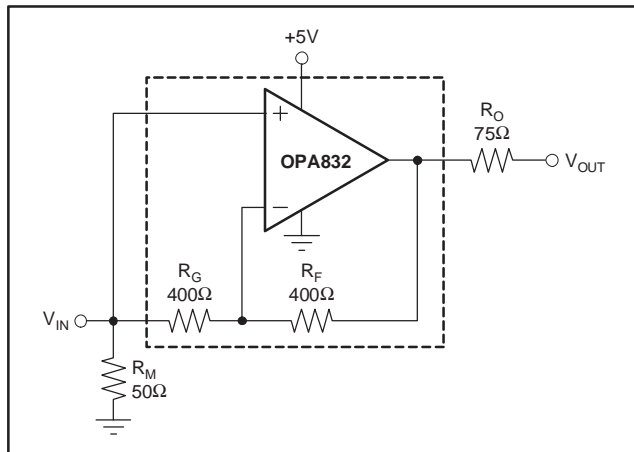 +5V
R_O
75Ω
+
OPA832
V_OUT
−
R_G
400Ω
R_F
400Ω
V_IN
R_M
50Ω